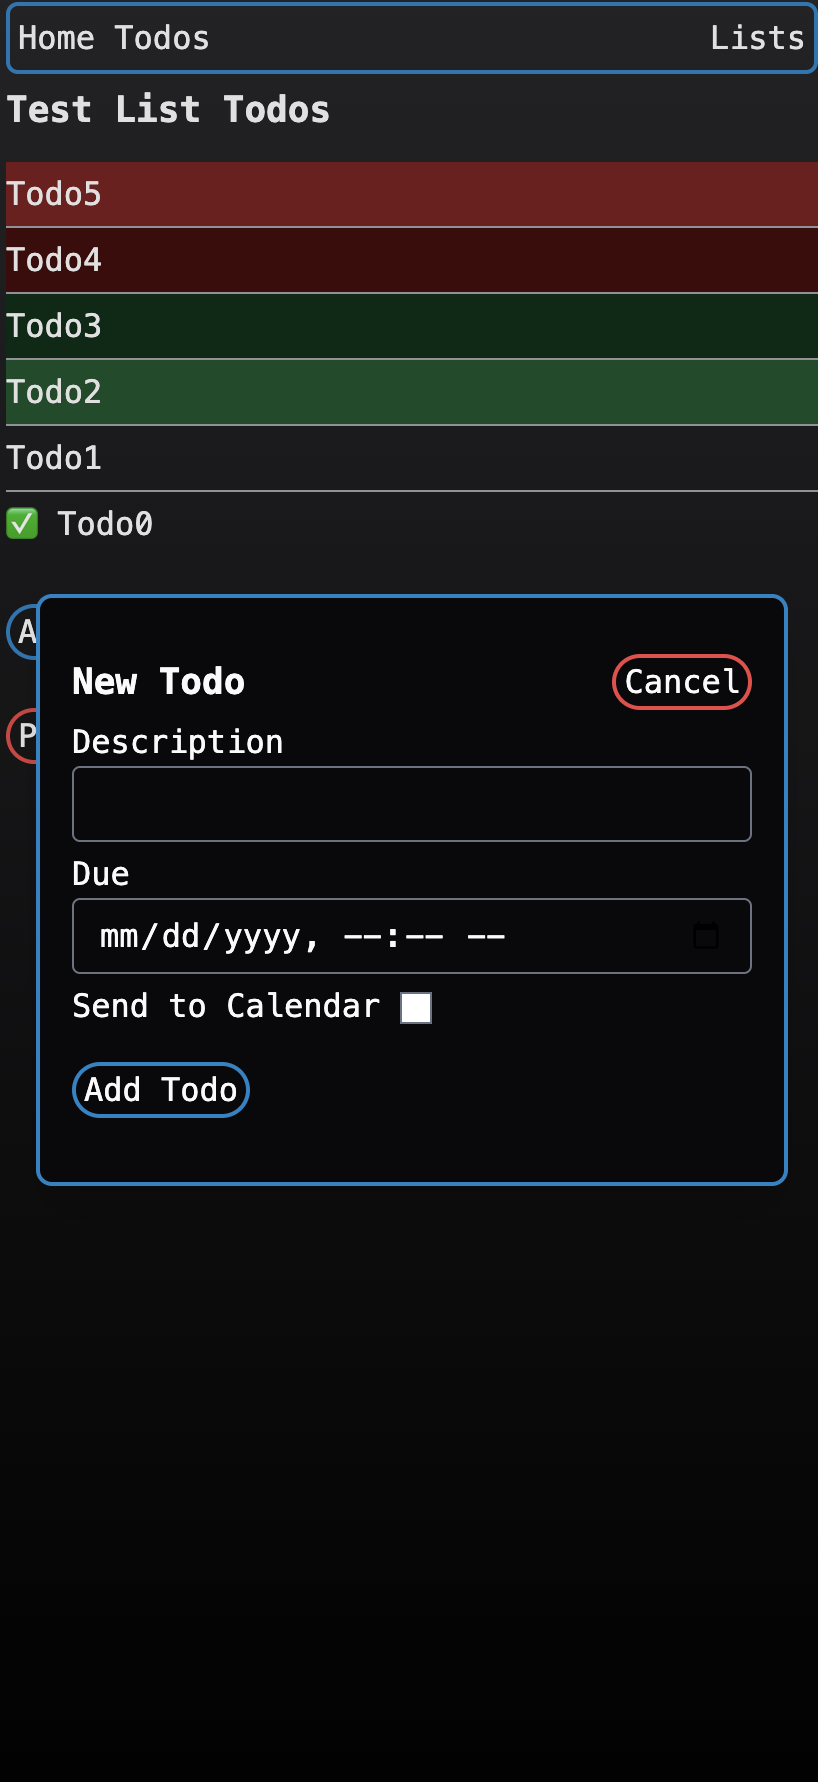 Home Todos Lists
Test List Todos
Todo5
Todo4
Todo3
Todo2
Todo1
✅ Todo0
A
P
New Todo Cancel
Description
Due
mm/dd/yyyy, --:-- --
Send to Calendar
Add Todo